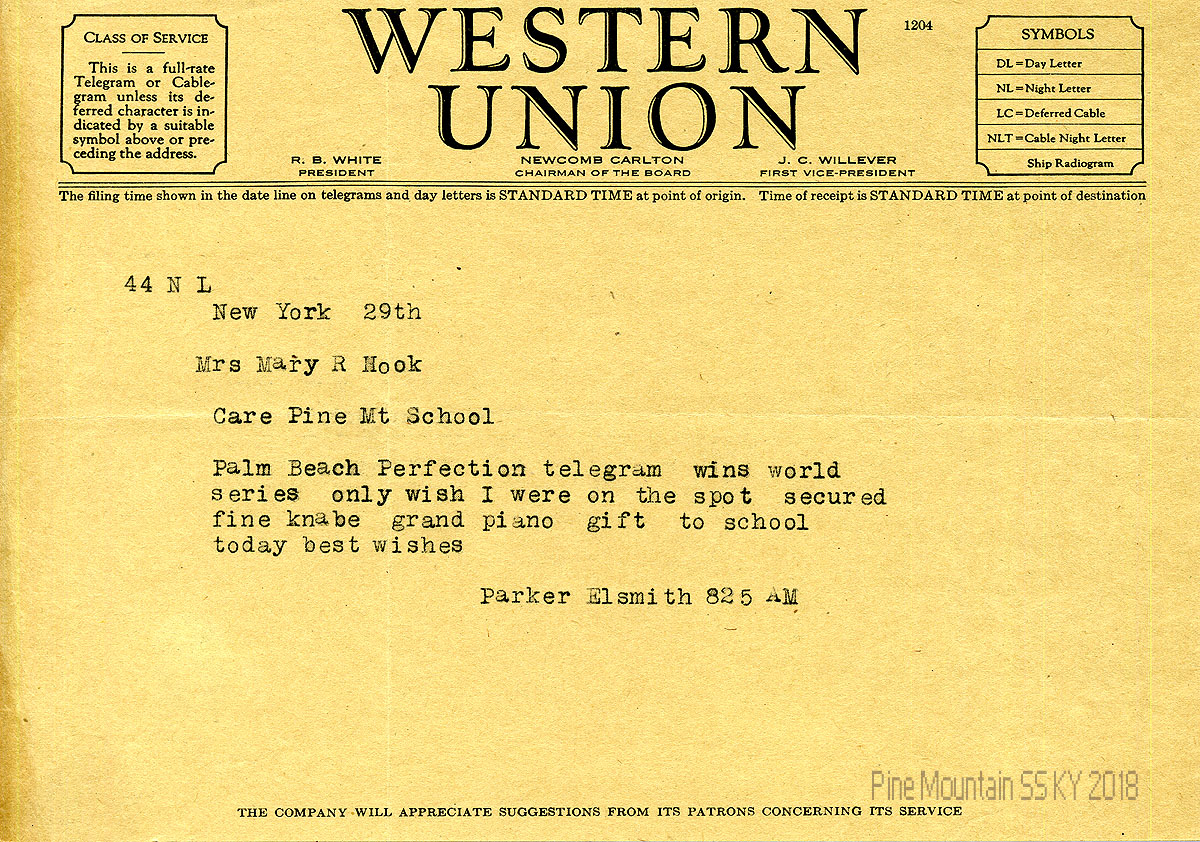 CLASS OF SERVICE
This is a full-rate
Telegram or Cable-
gram unless its de-
ferred character is in-
dicated by a suitable
symbol above or pre-
ceding the address.
WESTERN
UNION
1204
R. B. WHITE
PRESIDENT
NEWCOMB CARLTON
CHAIRMAN OF THE BOARD
J. C. WILLEVER
FIRST VICE-PRESIDENT
SYMBOLS
DL = Day Letter
NL = Night Letter
LC = Deferred Cable
NLT = Cable Night Letter
Ship Radiogram
The filing time shown in the date line on telegrams and day letters is STANDARD TIME at point of origin. Time of receipt is STANDARD TIME at point of destination
44 N L
New York 29th
Mrs Mary R Hook
Care Pine Mt School
Palm Beach Perfection telegram wins world
series only wish I were on the spot secured
fine knabe grand piano gift to school
today best wishes
Parker Elsmith 825 AM
Pine Mountain SS KY 2018
THE COMPANY WILL APPRECIATE SUGGESTIONS FROM ITS PATRONS CONCERNING ITS SERVICE